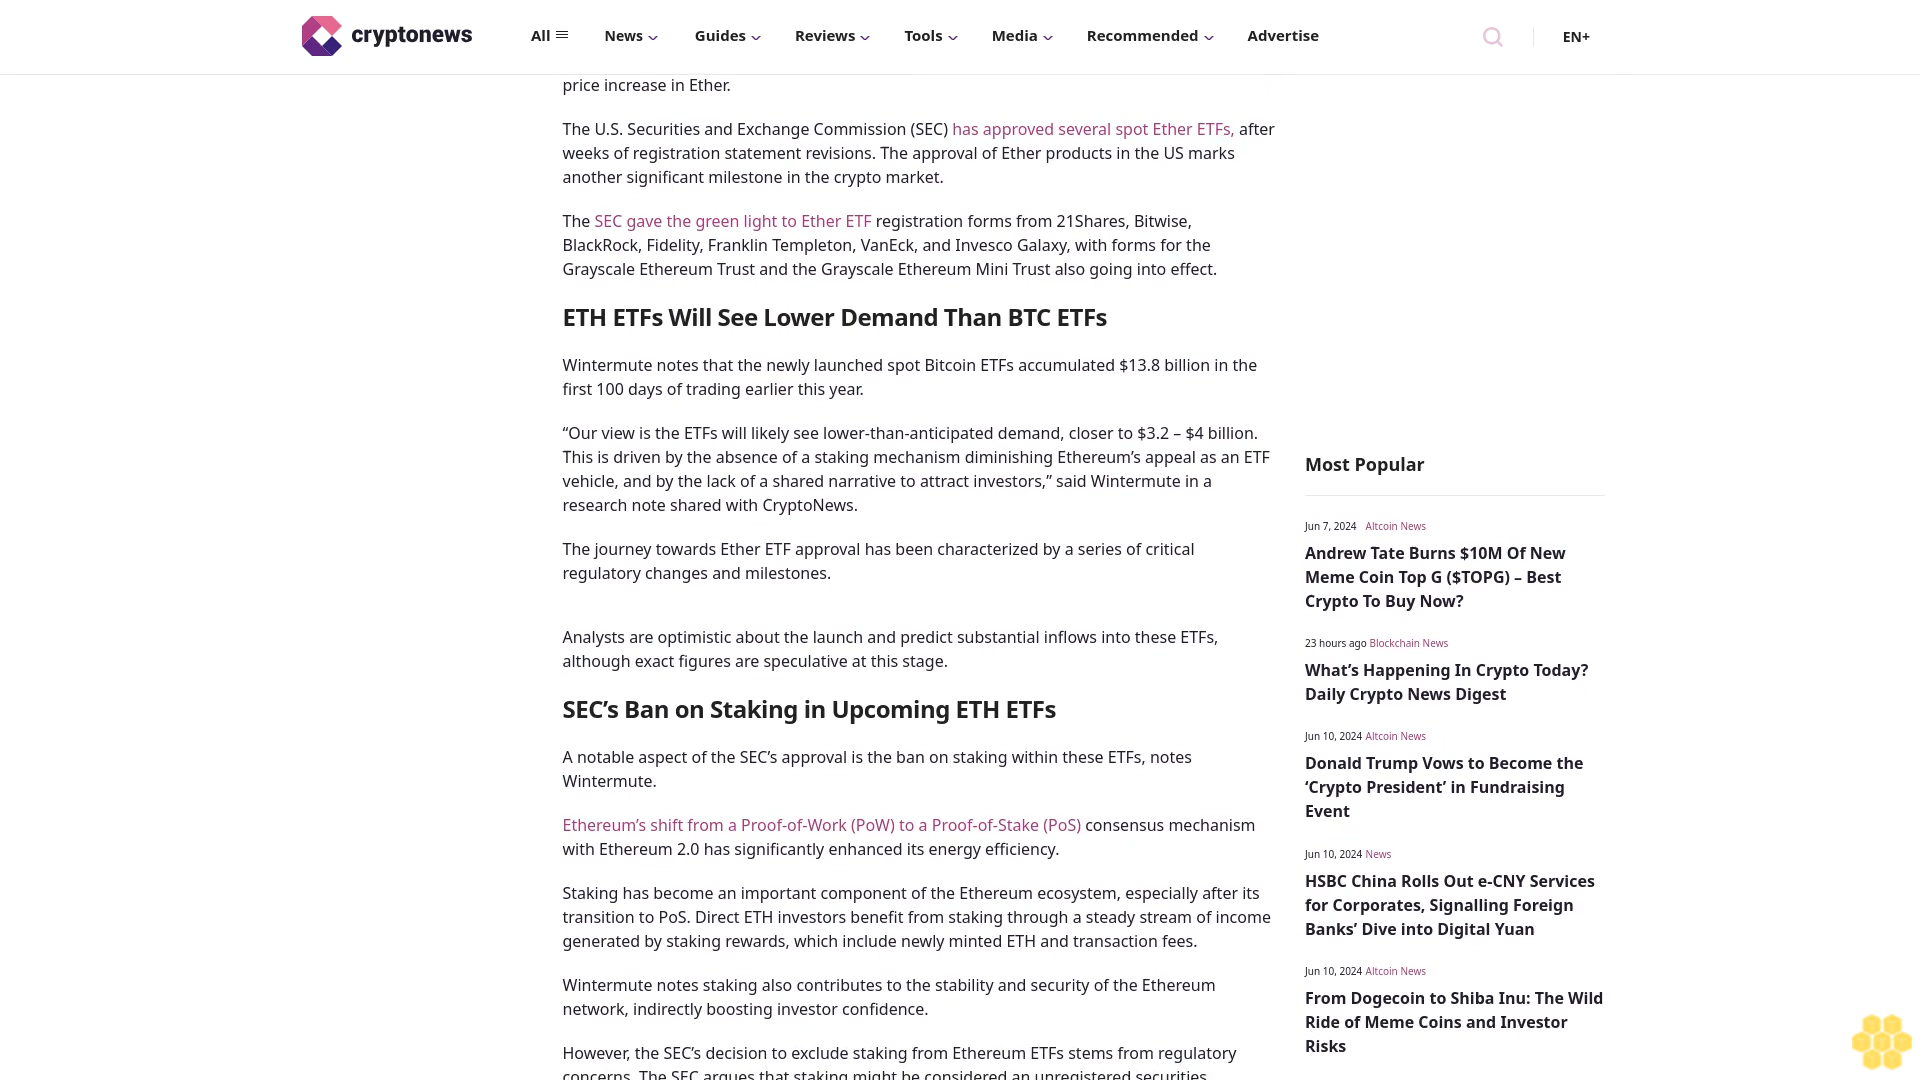 cryptonews
All
News
Guides
Reviews
Tools
Media
Recommended
Advertise
EN+
price increase in Ether.
The U.S. Securities and Exchange Commission (SEC) has approved several spot Ether ETFs, after
weeks of registration statement revisions. The approval of Ether products in the US marks
another significant milestone in the crypto market.
The SEC gave the green light to Ether ETF registration forms from 21Shares, Bitwise,
BlackRock, Fidelity, Franklin Templeton, VanEck, and Invesco Galaxy, with forms for the
Grayscale Ethereum Trust and the Grayscale Ethereum Mini Trust also going into effect.
ETH ETFs Will See Lower Demand Than BTC ETFs
Wintermute notes that the newly launched spot Bitcoin ETFs accumulated $13.8 billion in the
first 100 days of trading earlier this year.
“Our view is the ETFs will likely see lower-than-anticipated demand, closer to $3.2 – $4 billion.
This is driven by the absence of a staking mechanism diminishing Ethereum’s appeal as an ETF
vehicle, and by the lack of a shared narrative to attract investors,” said Wintermute in a
research note shared with CryptoNews.
The journey towards Ether ETF approval has been characterized by a series of critical
regulatory changes and milestones.
Analysts are optimistic about the launch and predict substantial inflows into these ETFs,
although exact figures are speculative at this stage.
SEC’s Ban on Staking in Upcoming ETH ETFs
A notable aspect of the SEC’s approval is the ban on staking within these ETFs, notes
Wintermute.
Ethereum’s shift from a Proof-of-Work (PoW) to a Proof-of-Stake (PoS) consensus mechanism
with Ethereum 2.0 has significantly enhanced its energy efficiency.
Staking has become an important component of the Ethereum ecosystem, especially after its
transition to PoS. Direct ETH investors benefit from staking through a steady stream of income
generated by staking rewards, which include newly minted ETH and transaction fees.
Wintermute notes staking also contributes to the stability and security of the Ethereum
network, indirectly boosting investor confidence.
However, the SEC’s decision to exclude staking from Ethereum ETFs stems from regulatory
concerns. The SEC argues that staking might be considered an unregistered securities
Most Popular
Jun 7, 2024 Altcoin News
Andrew Tate Burns $10M Of New
Meme Coin Top G ($TOPG) – Best
Crypto To Buy Now?
23 hours ago Blockchain News
What’s Happening In Crypto Today?
Daily Crypto News Digest
Jun 10, 2024 Altcoin News
Donald Trump Vows to Become the
‘Crypto President’ in Fundraising
Event
Jun 10, 2024 News
HSBC China Rolls Out e-CNY Services
for Corporates, Signalling Foreign
Banks’ Dive into Digital Yuan
Jun 10, 2024 Altcoin News
From Dogecoin to Shiba Inu: The Wild
Ride of Meme Coins and Investor
Risks